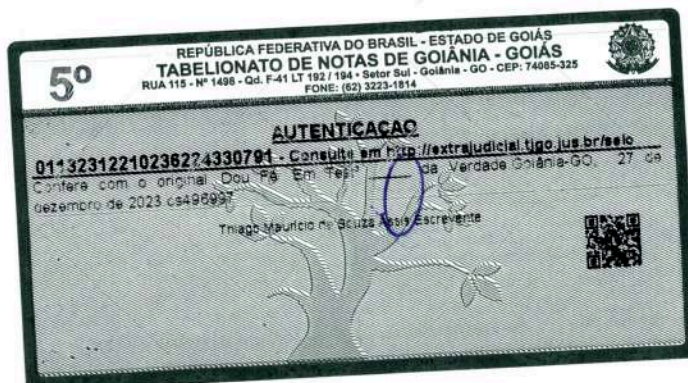 5º
REPÚBLICA FEDERATIVA DO BRASIL - ESTADO DE GOIÁS
TABELIONATO DE NOTAS DE GOIÂNIA - GOIÁS
RUA 115 - Nº 1498 - Qd. F-41 LT 192 / 194 - Setor Sul - Goiânia - GO - CEP: 74085-325
FONE: (62) 3223-1814
AUTENTICAÇÃO
01132312210236274330791 - Consulte em http://extrajudicial.tjgo.jus.br/selo
Confere com o original Dou Fé Em Testº ____ da Verdade Goiânia-GO, 27 de
dezembro de 2023 cs496997
Thiago Mauricio de Souza Assis Escrevente